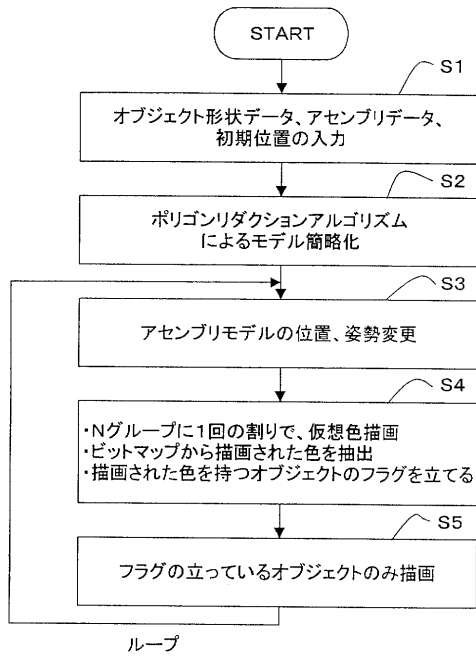 START
S1
オブジェクト形状データ、アセンブリデータ、
初期位置の入力
S2
ポリゴンリダクションアルゴリズム
によるモデル簡略化
S3
アセンブリモデルの位置、姿勢変更
S4
・Nグループに1回の割りで、仮想色描画
・ビットマップから描画された色を抽出
・描画された色を持つオブジェクトのフラグを立てる
S5
フラグの立っているオブジェクトのみ描画
ループ